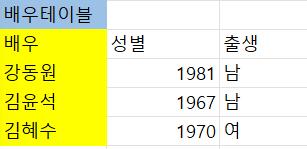 배우테이블
배우 성별 출생
강동원 1981 남
김윤석 1967 남
김혜수 1970 여